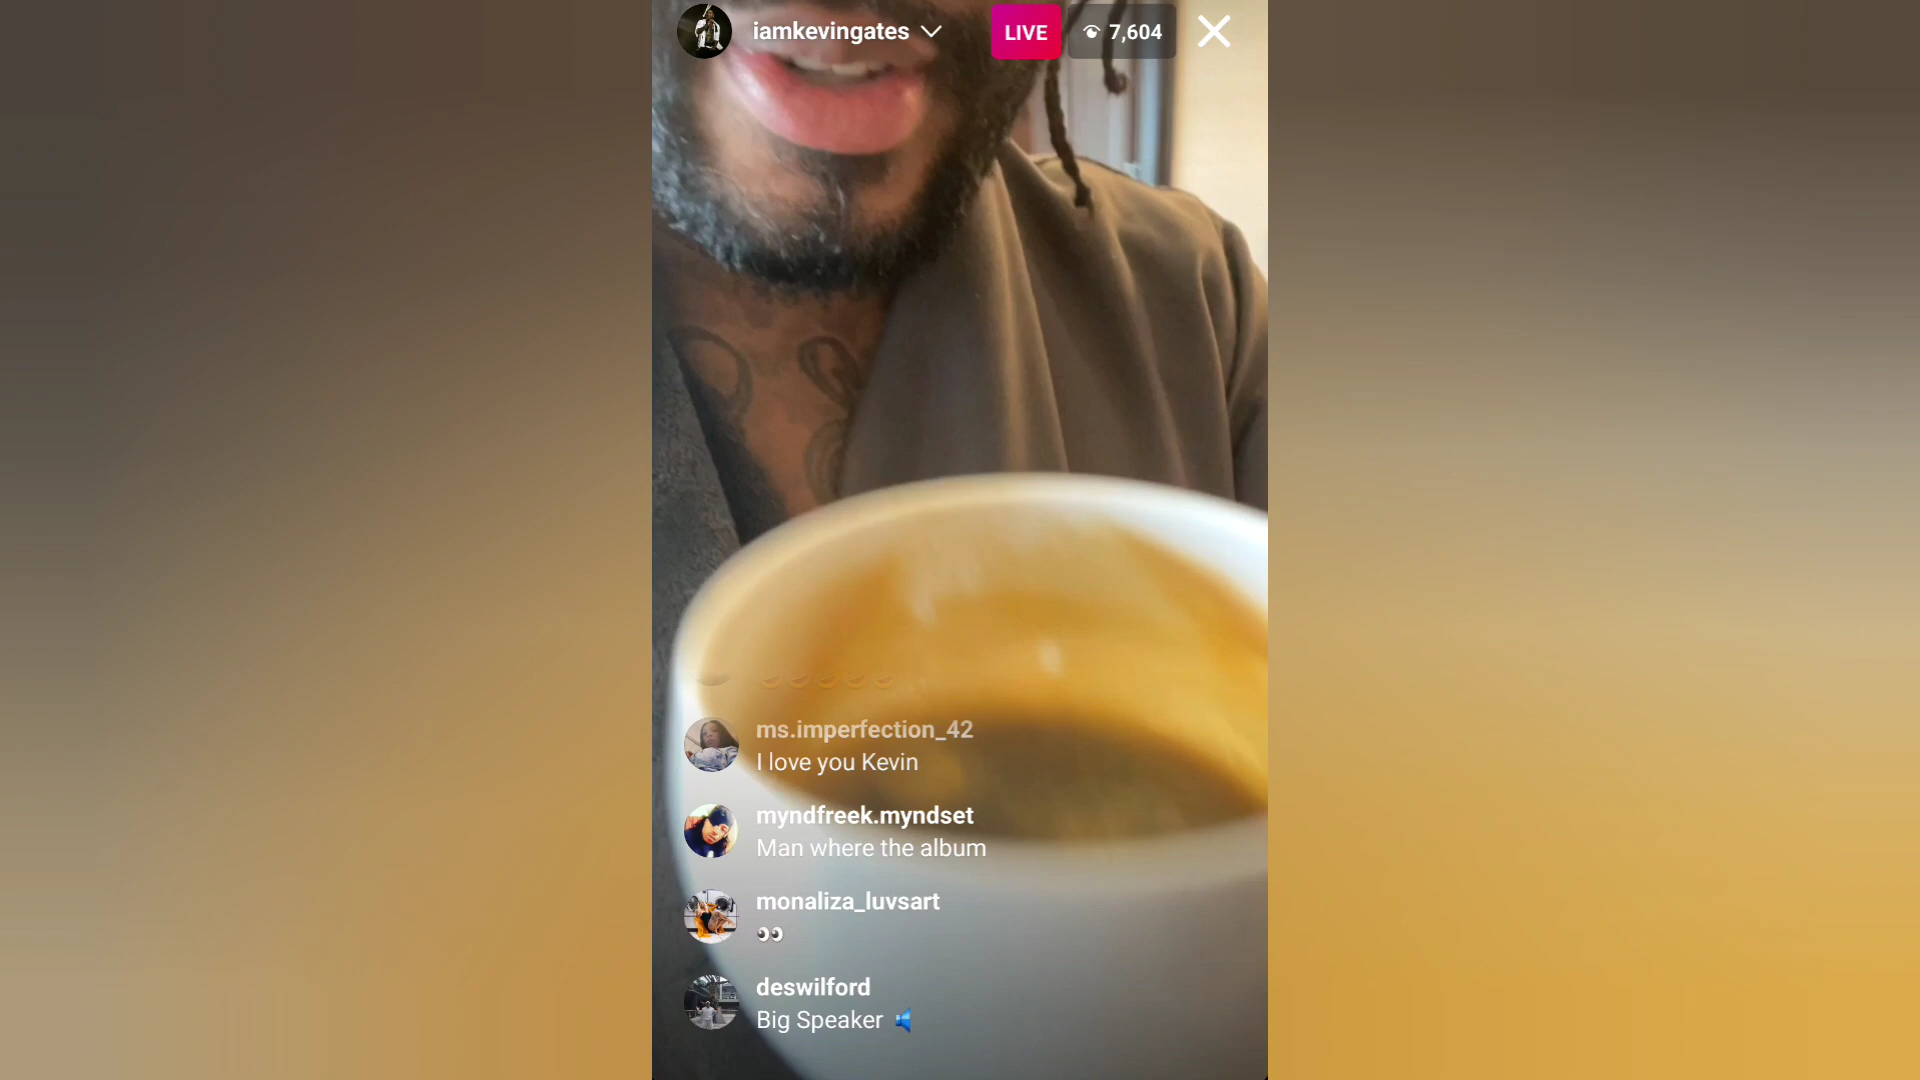 iamkevingates
LIVE
7,604
ms.imperfection_42
I love you Kevin
myndfreek.myndset
Man where the album
monaliza_luvsart
👀
deswilford
Big Speaker 🔈